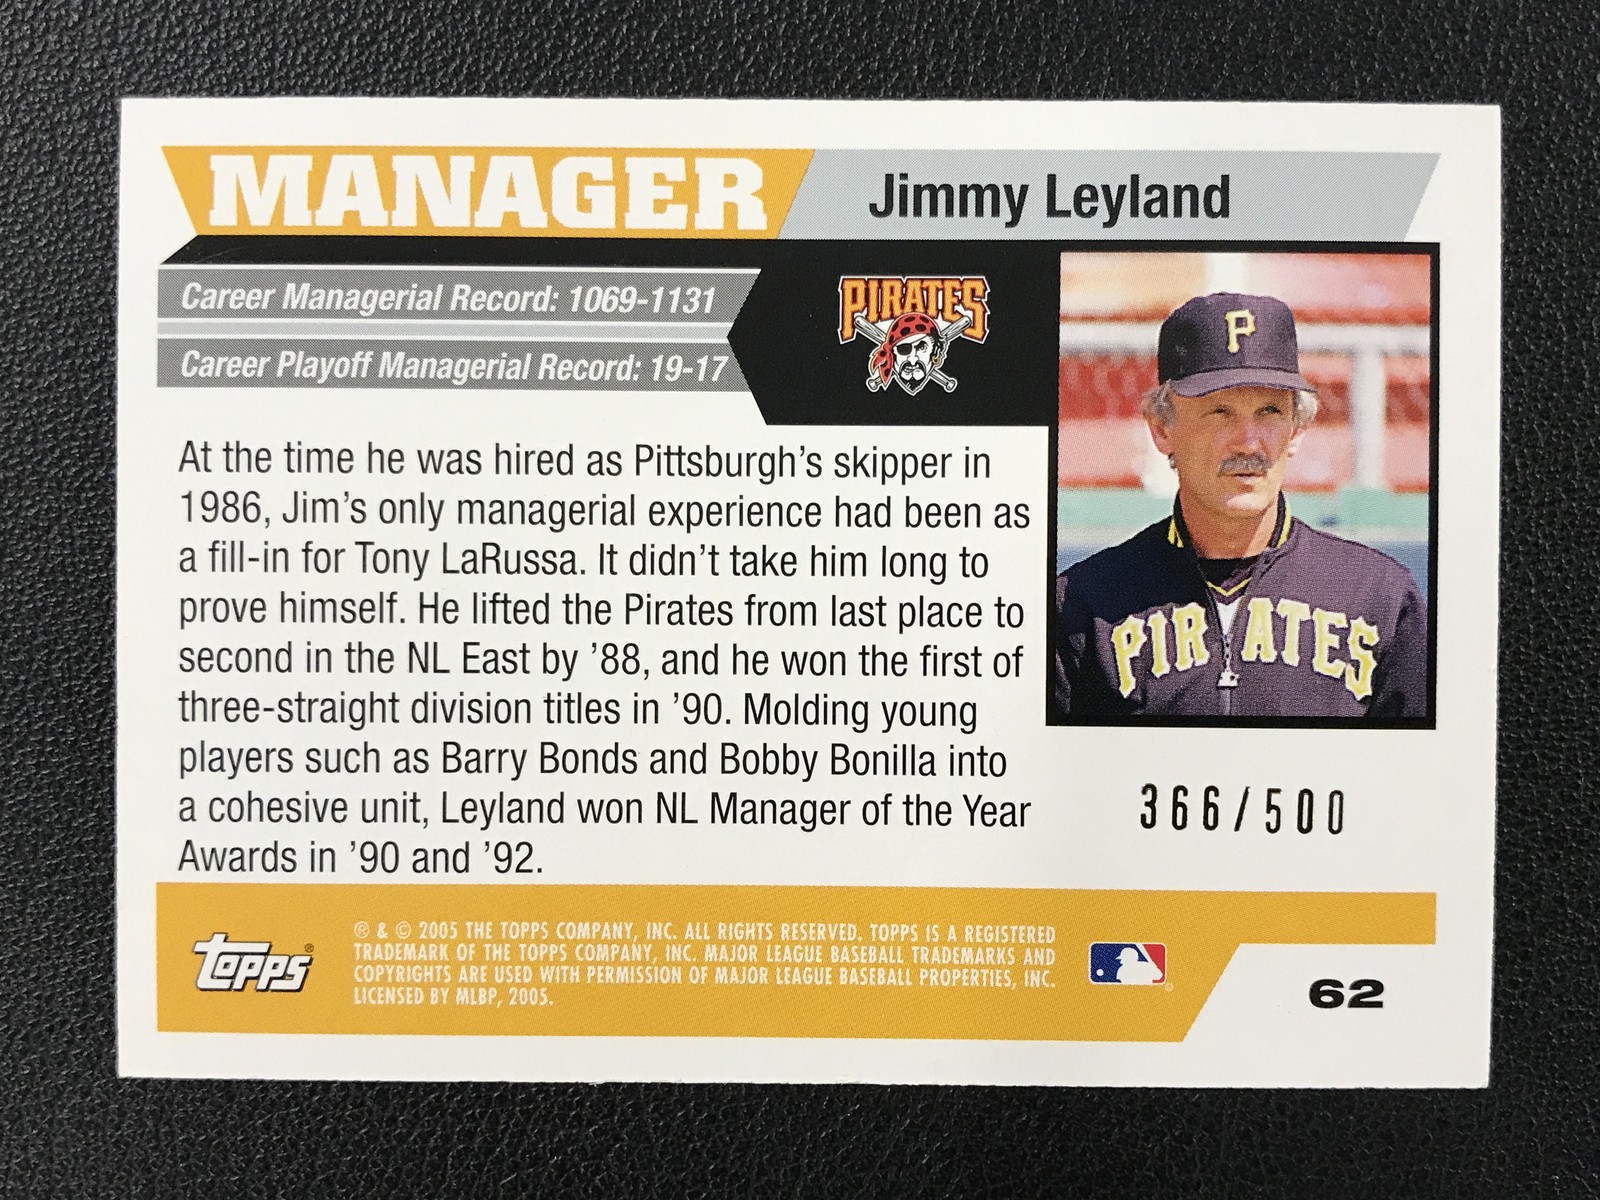 MANAGER
Jimmy Leyland
Career Managerial Record: 1069-1131
Career Playoff Managerial Record: 19-17
PIRATES
P
PIRATES
At the time he was hired as Pittsburgh's skipper in
1986, Jim's only managerial experience had been as
a fill-in for Tony LaRussa. It didn't take him long to
prove himself. He lifted the Pirates from last place to
second in the NL East by '88, and he won the first of
three-straight division titles in '90. Molding young
players such as Barry Bonds and Bobby Bonilla into
a cohesive unit, Leyland won NL Manager of the Year
Awards in '90 and '92.
366/500
Topps®
® & © 2005 THE TOPPS COMPANY, INC. ALL RIGHTS RESERVED. TOPPS IS A REGISTERED
TRADEMARK OF THE TOPPS COMPANY, INC. MAJOR LEAGUE BASEBALL TRADEMARKS AND
COPYRIGHTS ARE USED WITH PERMISSION OF MAJOR LEAGUE BASEBALL PROPERTIES, INC.
LICENSED BY MLBP, 2005.
62